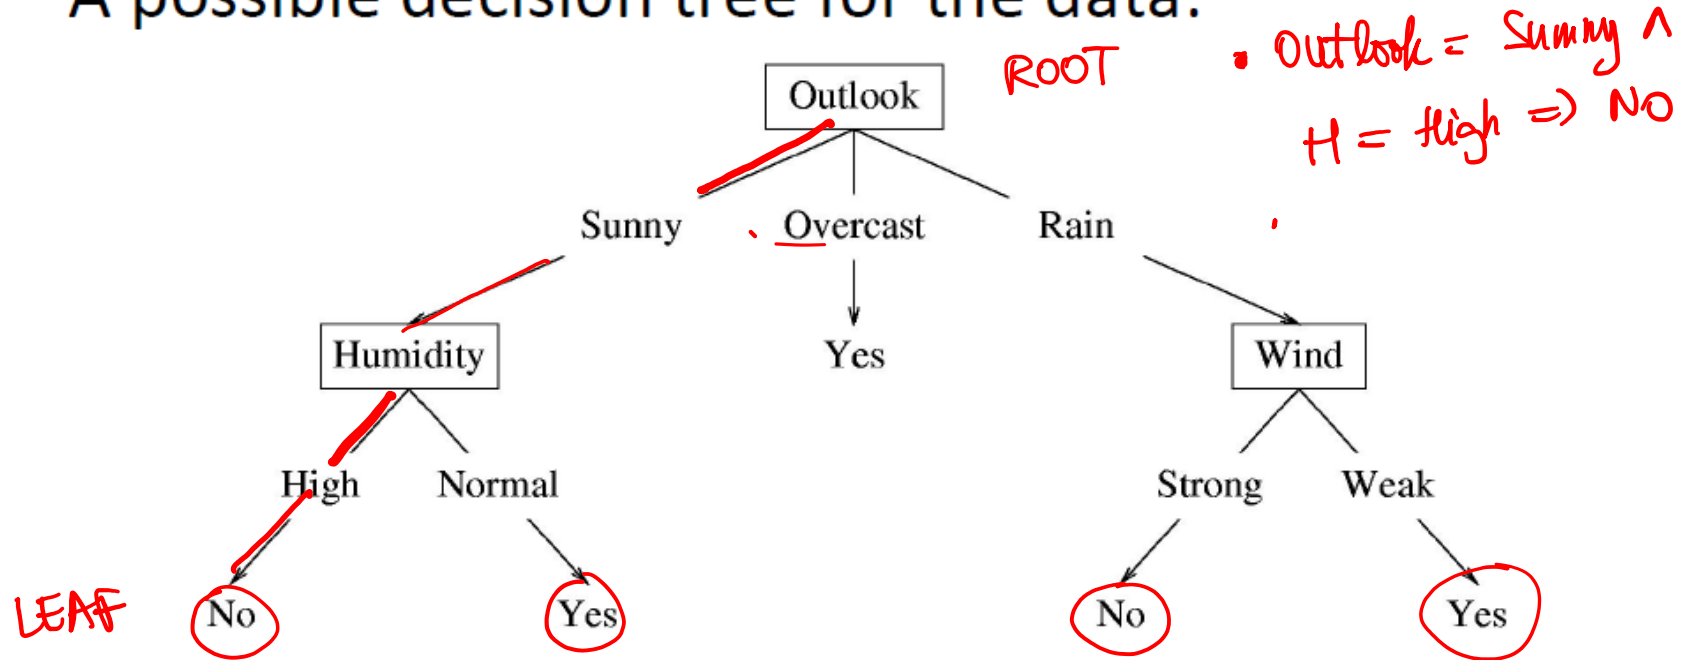 A possible decision tree for the data:
ROOT
• Outlook = Sunny ∧
H = High => NO
Outlook
Sunny Overcast Rain
Humidity Yes Wind
High Normal Strong Weak
LEAF No Yes No Yes